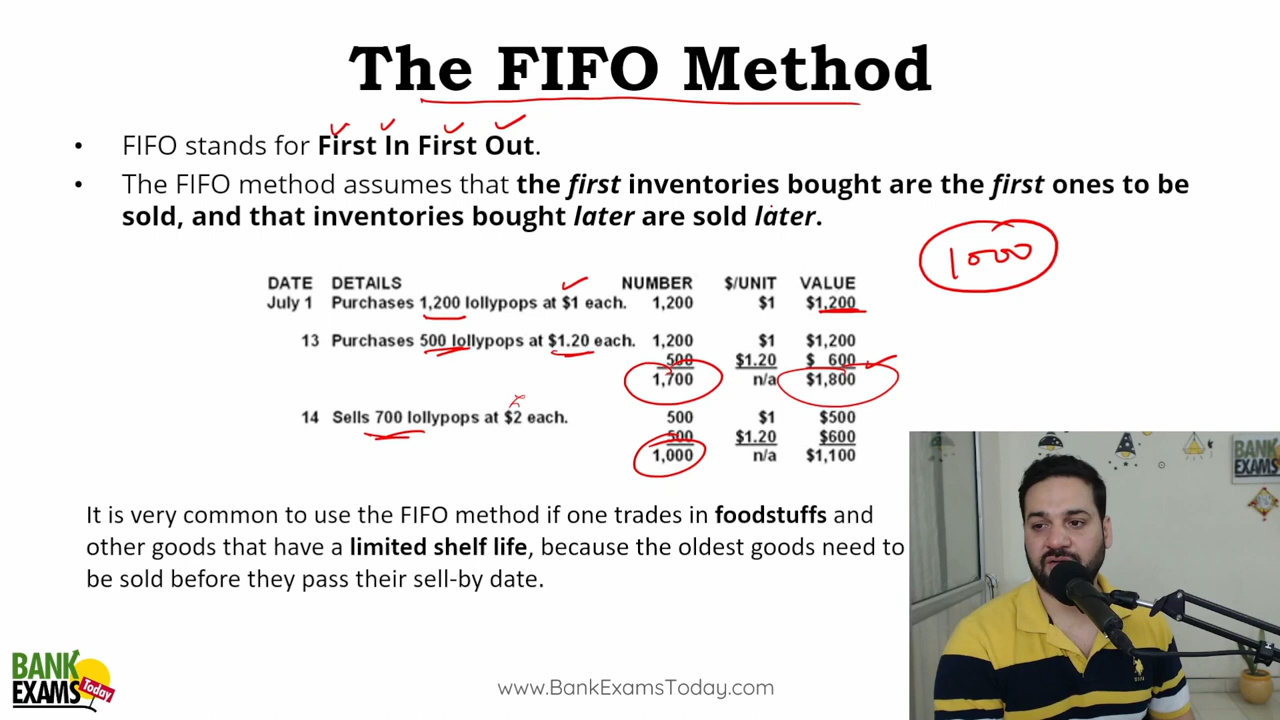 The FIFO Method
• FIFO stands for First In First Out.
• The FIFO method assumes that the first inventories bought are the first ones to be
sold, and that inventories bought later are sold later.
1000
DATE DETAILS NUMBER $/UNIT VALUE
July 1 Purchases 1,200 lollypops at $1 each. 1,200 $1 $1,200
13 Purchases 500 lollypops at $1.20 each. 1,200 $1 $1,200
500 $1.20 $ 600
1,700 n/a $1,800
14 Sells 700 lollypops at $2 each. 500 $1 $500
500 $1.20 $600
1,000 n/a $1,100
It is very common to use the FIFO method if one trades in foodstuffs and
other goods that have a limited shelf life, because the oldest goods need to
be sold before they pass their sell-by date.
BANK
EXAMS
BANK
EXAMS
Today
www.BankExamsToday.com